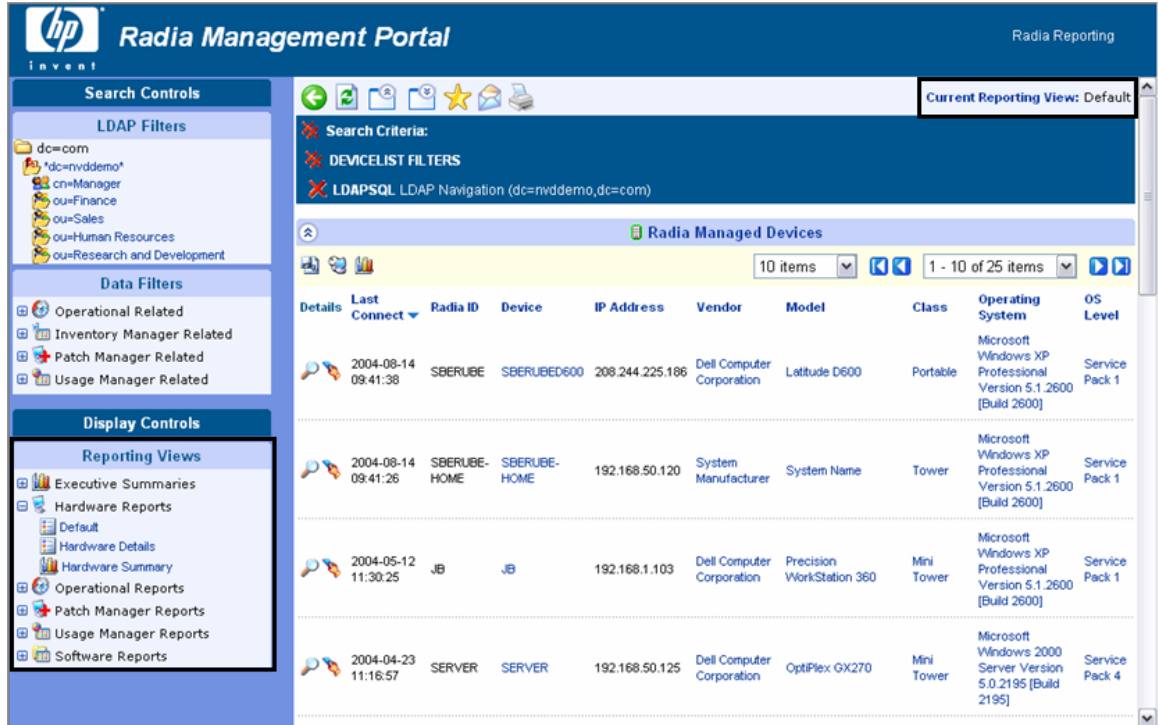 hp
invent
Radia Management Portal
Radia Reporting
Search Controls
LDAP Filters
dc=com
*dc=nvddemo*
cn=Manager
ou=Finance
ou=Sales
ou=Human Resources
ou=Research and Development
Data Filters
Operational Related
Inventory Manager Related
Patch Manager Related
Usage Manager Related
Display Controls
Reporting Views
Executive Summaries
Hardware Reports
Default
Hardware Details
Hardware Summary
Operational Reports
Patch Manager Reports
Usage Manager Reports
Software Reports
Current Reporting View: Default
Search Criteria:
DEVICELIST FILTERS
LDAPSQL LDAP Navigation (dc=nvddemo,dc=com)
Radia Managed Devices
10 items
1 - 10 of 25 items
Details
Last
Connect
Radia ID
Device
IP Address
Vendor
Model
Class
Operating
System
OS
Level
2004-08-14
09:41:38
SBERUBE
SBERUBED600
208.244.225.186
Dell Computer
Corporation
Latitude D600
Portable
Microsoft
Windows XP
Professional
Version 5.1.2600
[Build 2600]
Service
Pack 1
2004-08-14
09:41:26
SBERUBE-
HOME
SBERUBE-
HOME
192.168.50.120
System
Manufacturer
System Name
Tower
Microsoft
Windows XP
Professional
Version 5.1.2600
[Build 2600]
Service
Pack 1
2004-05-12
11:30:25
JB
JB
192.168.1.103
Dell Computer
Corporation
Precision
WorkStation 360
Mini
Tower
Microsoft
Windows XP
Professional
Version 5.1.2600
[Build 2600]
Service
Pack 1
2004-04-23
11:16:57
SERVER
SERVER
192.168.50.125
Dell Computer
Corporation
OptiPlex GX270
Mini
Tower
Microsoft
Windows 2000
Server Version
5.0.2195 [Build
2195]
Service
Pack 4